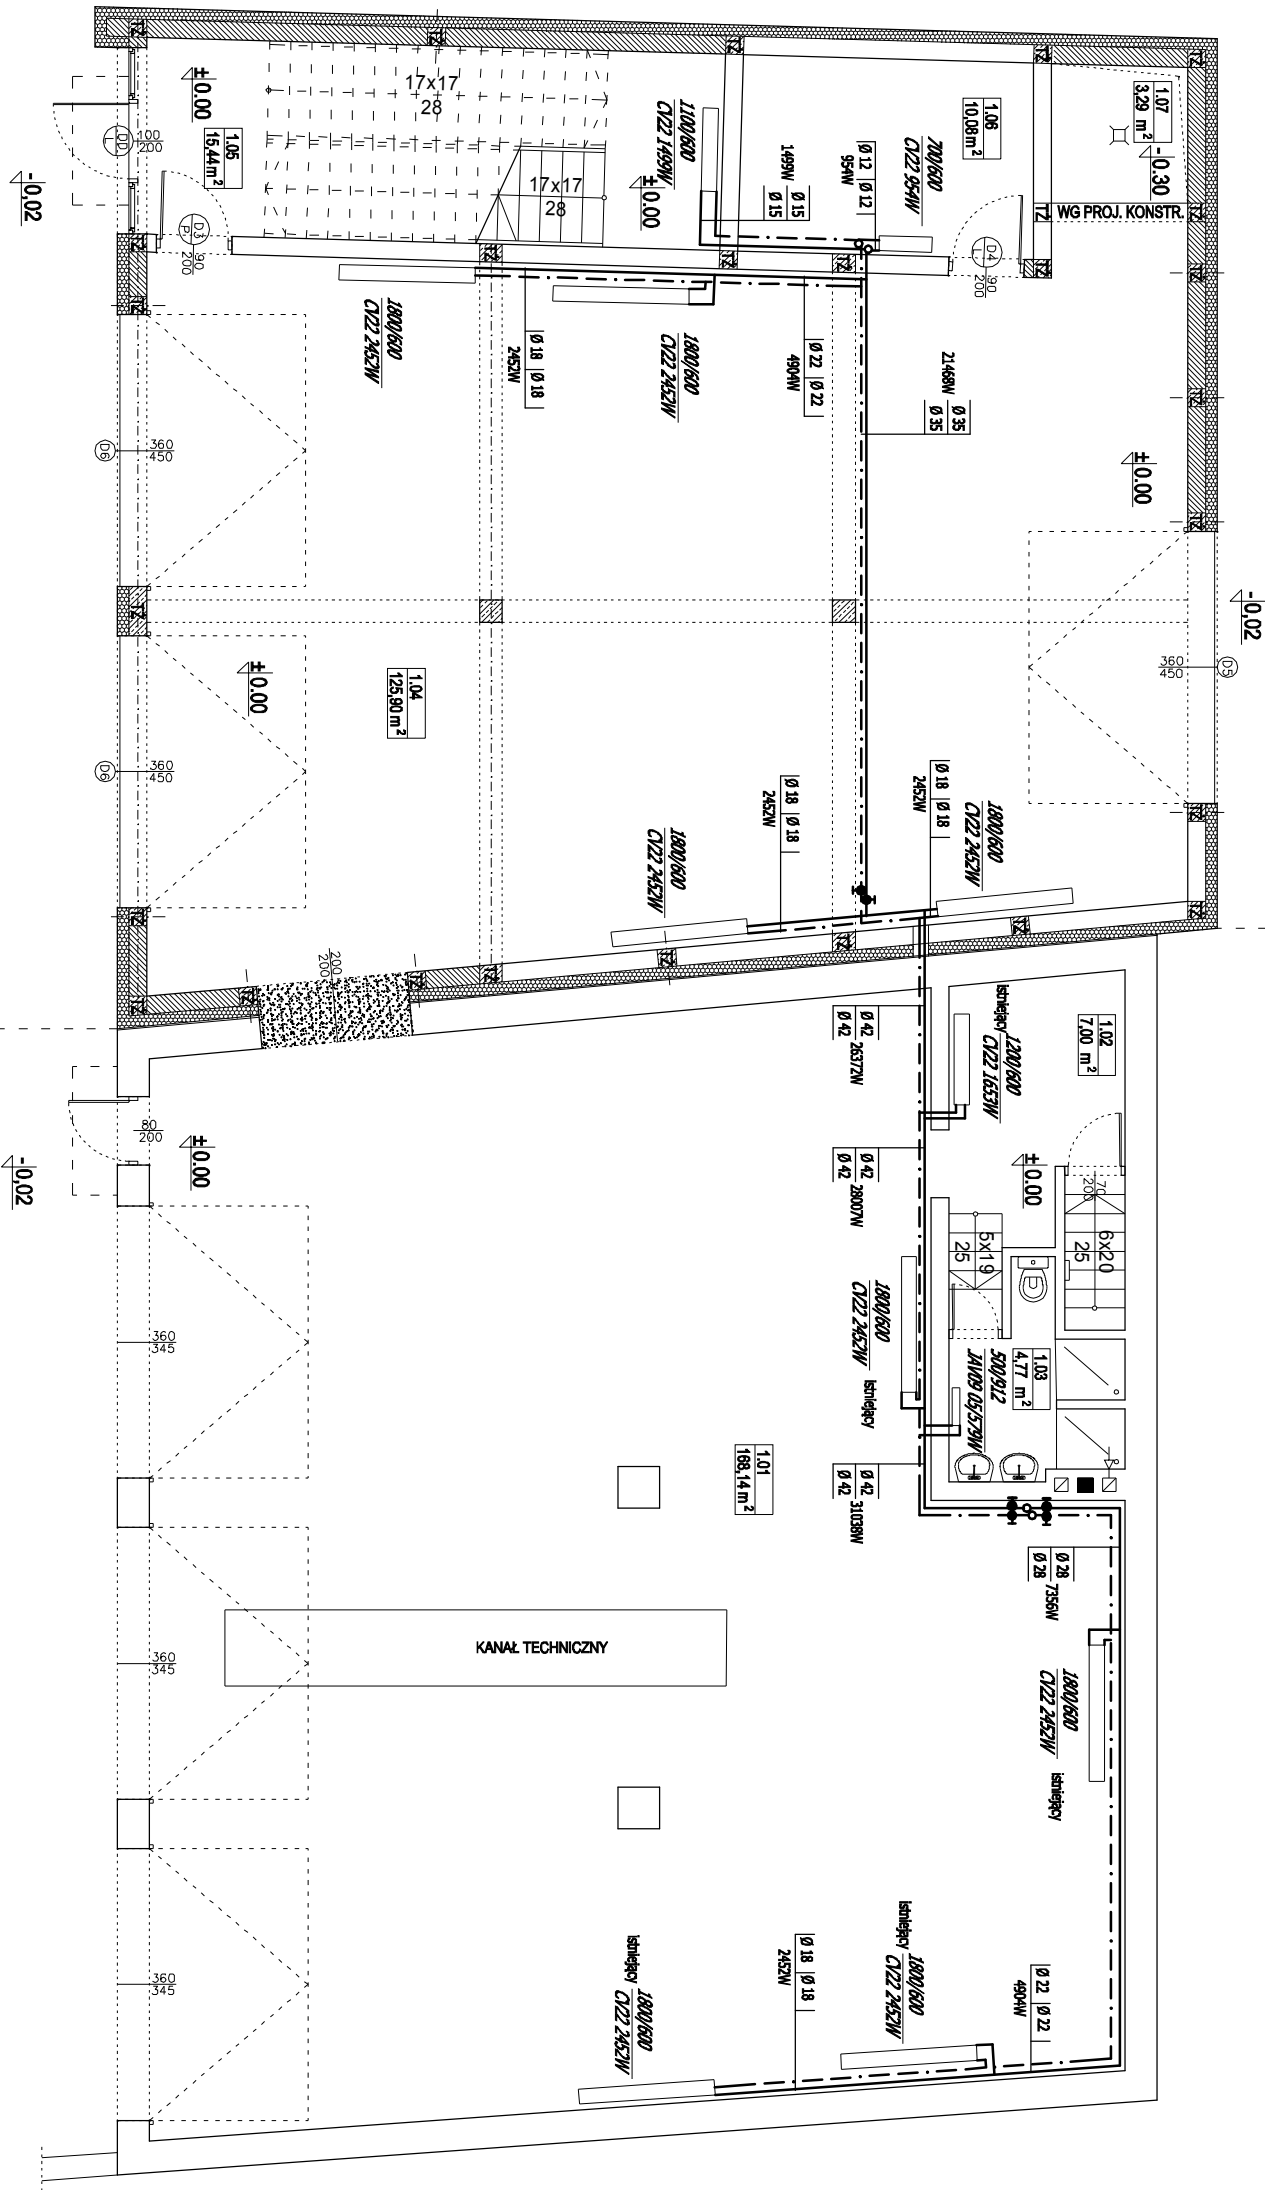 1.07
3,29 m²
-0.30
TZ WG PROJ. KONSTR. TZ
1.06
10,08m²
700/600
CV22 954W
Ø 12 Ø 12
954W
1499W
Ø 15
Ø 15
1100/600
CV22 1499W
±0.00
17x17
28
17x17
28
±0.00
1.05
15,44m²
100
200
-0,02
D3
P
90
200
D4
L
90
200
1800/600
CV22 2452W
Ø 18 Ø 18
2452W
1800/600
CV22 2452W
Ø 22 Ø 22
4904W
21468W
Ø 35
Ø 35
±0.00
D6
360
450
-0,02
D5
360
450
±0.00
1.04
125,90 m²
D6
360
450
Ø 18 Ø 18
2452W
1800/600
CV22 2452W
Ø 18 Ø 18
2452W
1800/600
CV22 2452W
200
200
1.02
7,00 m²
istniejący
1200/600
CV22 1653W
Ø 42
Ø 42
26372W
Ø 42
Ø 42
28007W
±0.00
70
200
6x20
25
5x19
25
80
200
±0.00
-0,02
1800/600
CV22 2452W
istniejący
1.03
4,77 m²
500/912
JAW09 05/579W
Ø 42
Ø 42
31038W
1.01
168,14 m²
Ø 28
Ø 28
7356W
360
345
KANAŁ TECHNICZNY
360
345
1800/600
CV22 2452W
istniejący
istniejący
1800/600
CV22 2452W
Ø 22 Ø 22
4904W
Ø 18 Ø 18
2452W
istniejący
1800/600
CV22 2452W
360
345